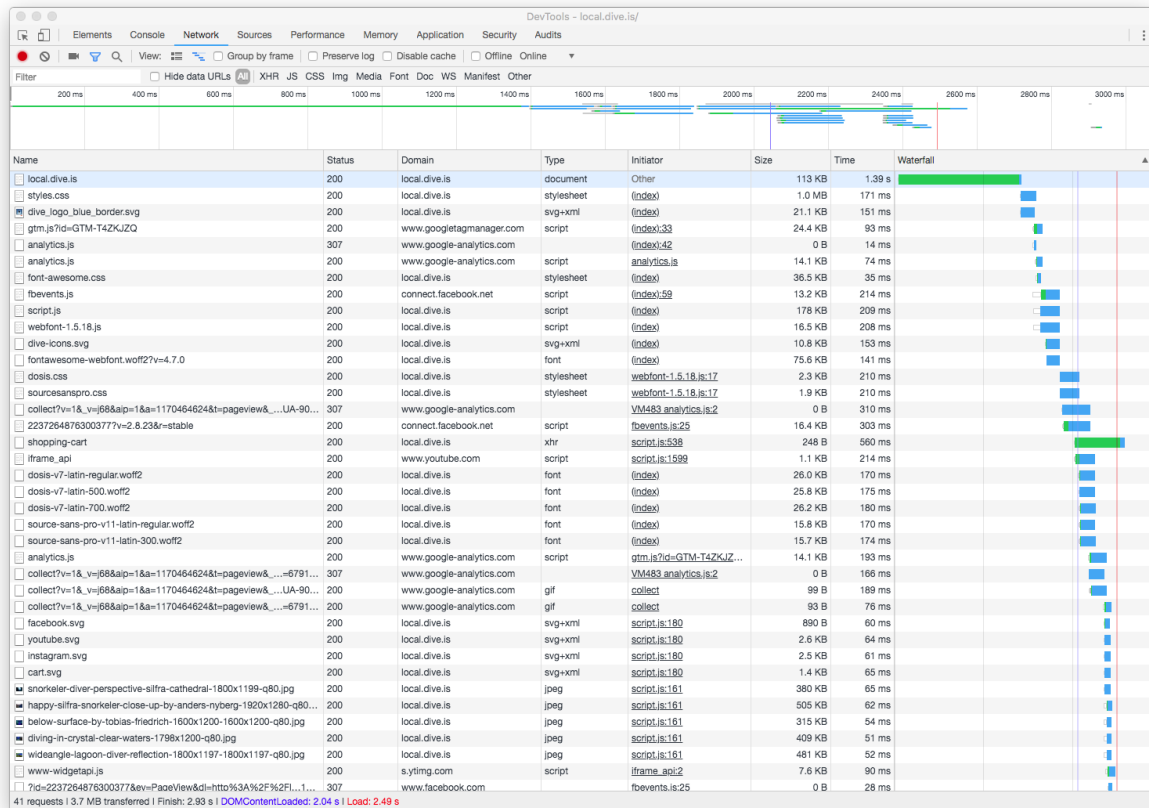 DevTools - local.dive.is/
Elements Console Network Sources Performance Memory Application Security Audits
View: Group by frame Preserve log Disable cache Offline Online
Filter Hide data URLs All XHR JS CSS Img Media Font Doc WS Manifest Other
200 ms 400 ms 600 ms 800 ms 1000 ms 1200 ms 1400 ms 1600 ms 1800 ms 2000 ms 2200 ms 2400 ms 2600 ms 2800 ms 3000 ms
Name Status Domain Type Initiator Size Time Waterfall
local.dive.is 200 local.dive.is document Other 113 KB 1.39 s
styles.css 200 local.dive.is stylesheet (index) 1.0 MB 171 ms
dive_logo_blue_border.svg 200 local.dive.is svg+xml (index) 21.1 KB 151 ms
gtm.js?id=GTM-T4ZKJZQ 200 www.googletagmanager.com script (index):33 24.4 KB 93 ms
analytics.js 307 www.google-analytics.com (index):42 0 B 14 ms
analytics.js 200 www.google-analytics.com script analytics.js 14.1 KB 74 ms
font-awesome.css 200 local.dive.is stylesheet (index) 36.5 KB 35 ms
fbevents.js 200 connect.facebook.net script (index):59 13.2 KB 214 ms
script.js 200 local.dive.is script (index) 178 KB 209 ms
webfont-1.5.18.js 200 local.dive.is script (index) 16.5 KB 208 ms
dive-icons.svg 200 local.dive.is svg+xml (index) 10.8 KB 153 ms
fontawesome-webfont.woff2?v=4.7.0 200 local.dive.is font (index) 75.6 KB 141 ms
dosis.css 200 local.dive.is stylesheet webfont-1.5.18.js:17 2.3 KB 210 ms
sourcesanspro.css 200 local.dive.is stylesheet webfont-1.5.18.js:17 1.9 KB 210 ms
collect?v=1&_v=j68&aip=1&a=1170464624&t=pageview&_...UA-90... 307 www.google-analytics.com VM483 analytics.js:2 0 B 310 ms
2237264876300377?v=2.8.23&r=stable 200 connect.facebook.net script fbevents.js:25 16.4 KB 303 ms
shopping-cart 200 local.dive.is xhr script.js:538 248 B 560 ms
iframe_api 200 www.youtube.com script script.js:1599 1.1 KB 214 ms
dosis-v7-latin-regular.woff2 200 local.dive.is font (index) 26.0 KB 170 ms
dosis-v7-latin-500.woff2 200 local.dive.is font (index) 25.8 KB 175 ms
dosis-v7-latin-700.woff2 200 local.dive.is font (index) 26.2 KB 180 ms
source-sans-pro-v11-latin-regular.woff2 200 local.dive.is font (index) 15.8 KB 170 ms
source-sans-pro-v11-latin-300.woff2 200 local.dive.is font (index) 15.7 KB 174 ms
analytics.js 200 www.google-analytics.com script gtm.js?id=GTM-T4ZKJZ... 14.1 KB 193 ms
collect?v=1&_v=j68&aip=1&a=1170464624&t=pageview&_...=6791... 307 www.google-analytics.com VM483 analytics.js:2 0 B 166 ms
collect?v=1&_v=j68&aip=1&a=1170464624&t=pageview&_...UA-90... 200 www.google-analytics.com gif collect 99 B 189 ms
collect?v=1&_v=j68&aip=1&a=1170464624&t=pageview&_...=6791... 200 www.google-analytics.com gif collect 93 B 76 ms
facebook.svg 200 local.dive.is svg+xml script.js:180 890 B 60 ms
youtube.svg 200 local.dive.is svg+xml script.js:180 2.6 KB 64 ms
instagram.svg 200 local.dive.is svg+xml script.js:180 2.5 KB 61 ms
cart.svg 200 local.dive.is svg+xml script.js:180 1.4 KB 65 ms
snorkeler-diver-perspective-silfra-cathedral-1800x1199-q80.jpg 200 local.dive.is jpeg script.js:161 380 KB 65 ms
happy-silfra-snorkeler-close-up-by-anders-nyberg-1920x1280-q80... 200 local.dive.is jpeg script.js:161 505 KB 62 ms
below-surface-by-tobias-friedrich-1600x1200-1600x1200-q80.jpg 200 local.dive.is jpeg script.js:161 315 KB 54 ms
diving-in-crystal-clear-waters-1798x1200-q80.jpg 200 local.dive.is jpeg script.js:161 409 KB 51 ms
wideangle-lagoon-diver-reflection-1800x1197-1800x1197-q80.jpg 200 local.dive.is jpeg script.js:161 481 KB 52 ms
www-widgetapi.js 200 s.ytimg.com script iframe_api:2 7.6 KB 90 ms
?id=2237264876300377&ev=PageView&dl=http%3A%2F%2Fl...1... 307 www.facebook.com fbevents.js:25 0 B 28 ms
41 requests | 3.7 MB transferred | Finish: 2.93 s | DOMContentLoaded: 2.04 s | Load: 2.49 s